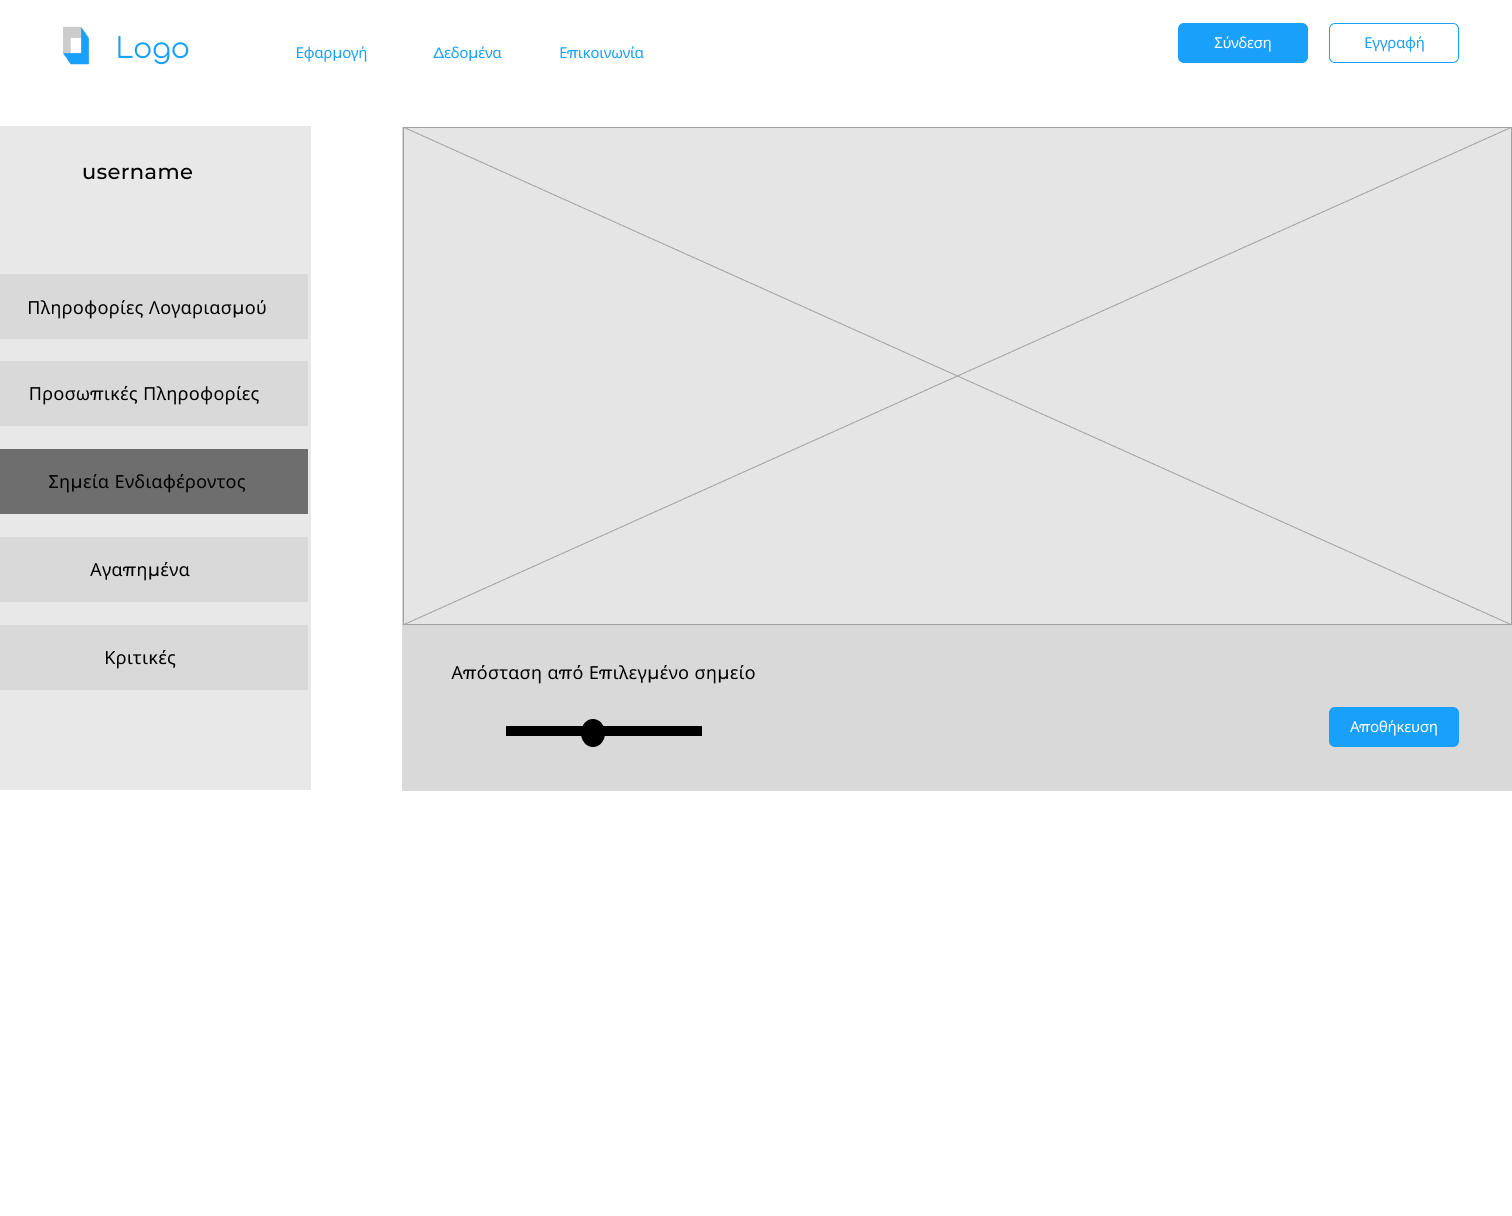 Logo
Εφαρμογή
Δεδομένα
Επικοινωνία
Σύνδεση
Εγγραφή
username
Πληροφορίες Λογαριασμού
Προσωπικές Πληροφορίες
Σημεία Ενδιαφέροντος
Αγαπημένα
Κριτικές
Απόσταση από Επιλεγμένο σημείο
Αποθήκευση